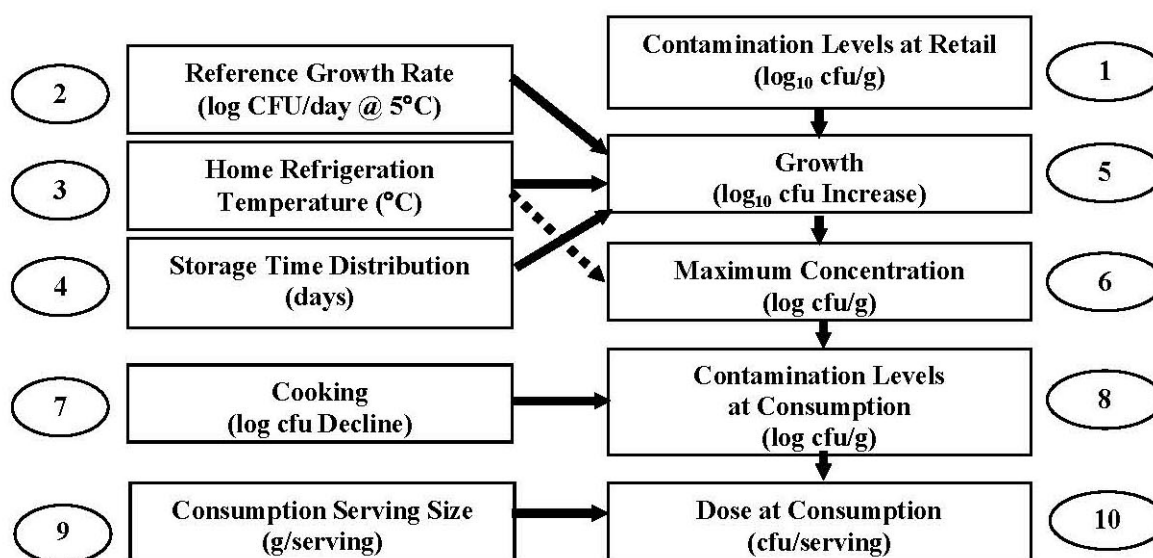 Contamination Levels at Retail
(log₁₀ cfu/g)
1
2
Reference Growth Rate
(log CFU/day @ 5°C)
3
Home Refrigeration
Temperature (°C)
4
Storage Time Distribution
(days)
Growth
(log₁₀ cfu Increase)
5
Maximum Concentration
(log cfu/g)
6
7
Cooking
(log cfu Decline)
Contamination Levels
at Consumption
(log cfu/g)
8
9
Consumption Serving Size
(g/serving)
Dose at Consumption
(cfu/serving)
10